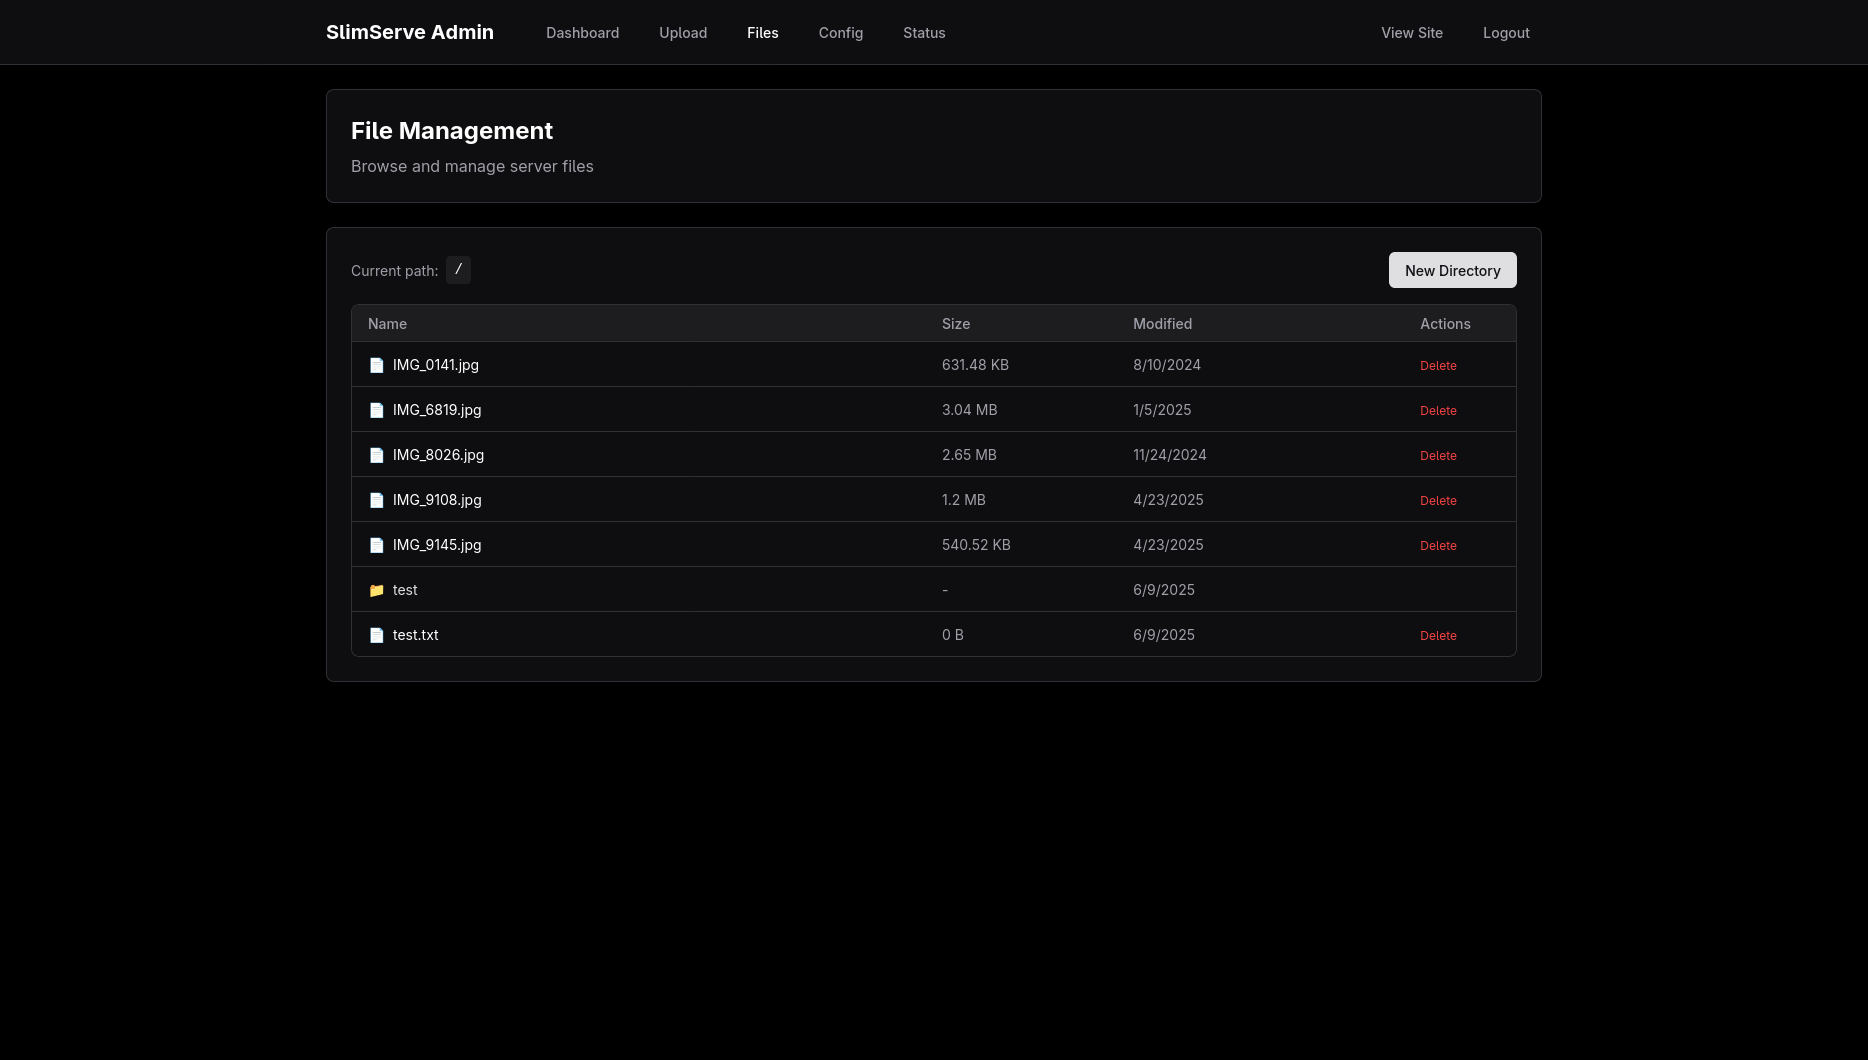 SlimServe Admin Dashboard Upload Files Config Status View Site Logout
File Management
Browse and manage server files
Current path: / New Directory
Name Size Modified Actions
IMG_0141.jpg 631.48 KB 8/10/2024 Delete
IMG_6819.jpg 3.04 MB 1/5/2025 Delete
IMG_8026.jpg 2.65 MB 11/24/2024 Delete
IMG_9108.jpg 1.2 MB 4/23/2025 Delete
IMG_9145.jpg 540.52 KB 4/23/2025 Delete
test - 6/9/2025
test.txt 0 B 6/9/2025 Delete